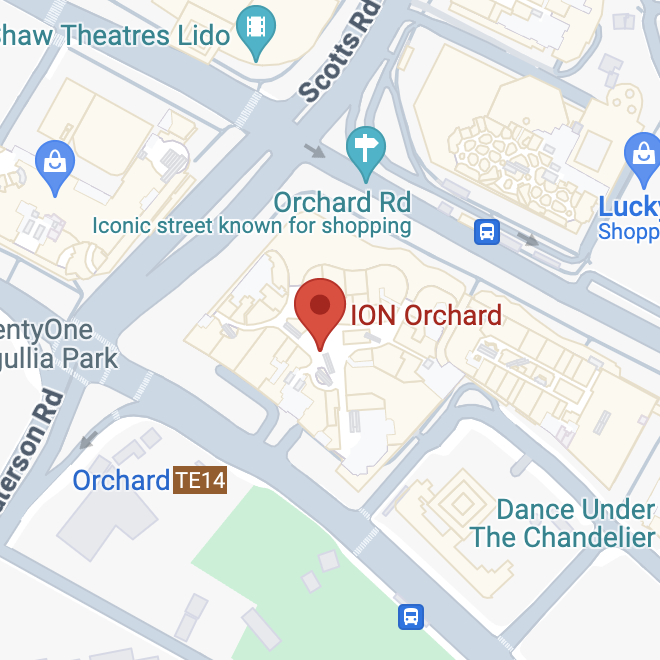 Shaw Theatres Lido
Scotts Rd
Orchard Rd
Iconic street known for shopping
Lucky
Shopp
ION Orchard
entyOne
gullia Park
terson Rd
Orchard TE14
Dance Under
The Chandelier